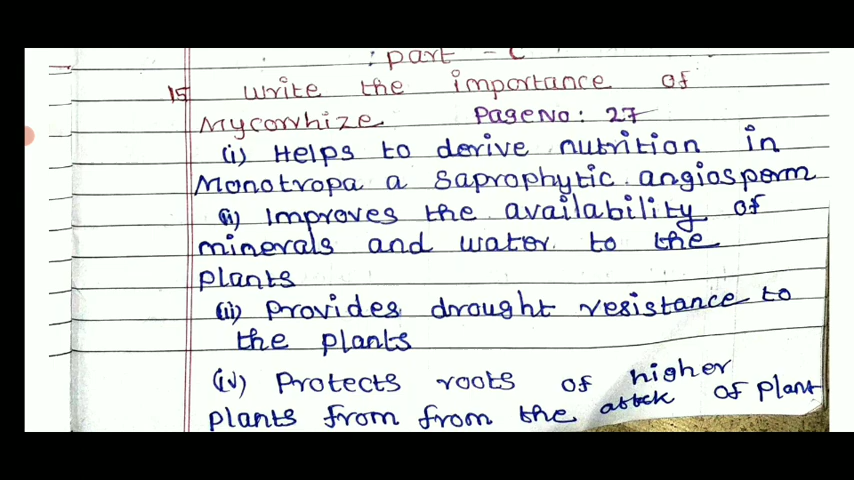 : part - C
15 write the importance of
Mycorrhize Page No: 27
(i) Helps to derive nutrition in
Monotropa a saprophytic angiosperm
(ii) Improves the availability of
minerals and water to the
plants
(iii) Provides drought resistance to
the plants
(iv) Protects roots of higher
plants from from the attack of plant